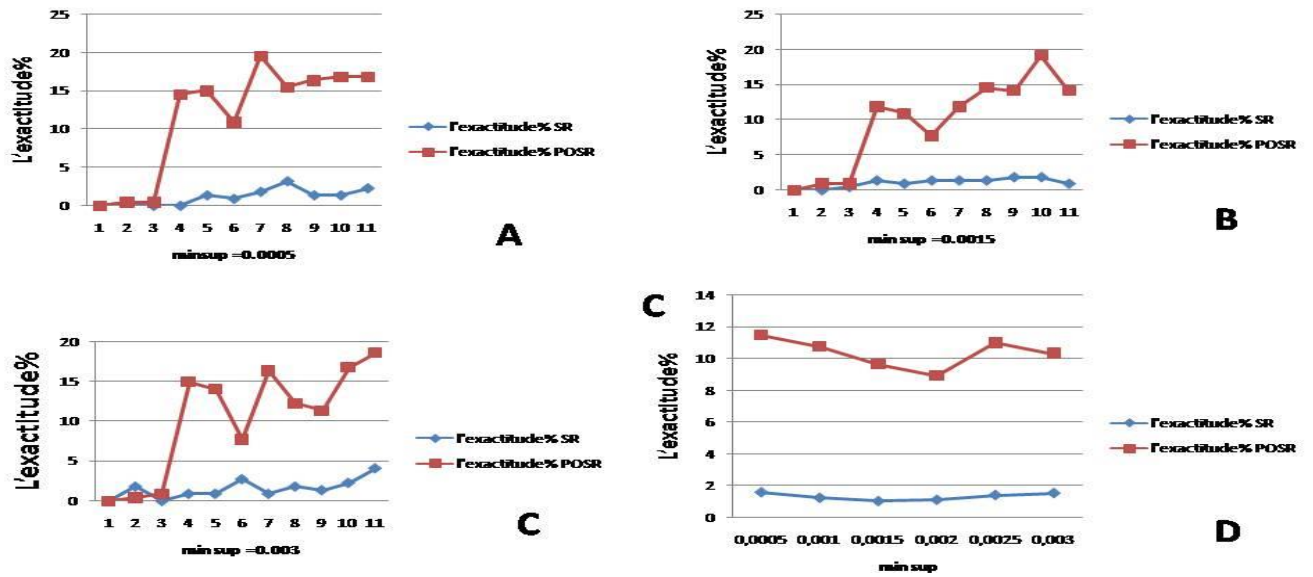 25
20
15
10
5
0
L'exactitude%
1 2 3 4 5 6 7 8 9 10 11
minsup =0.0005
l'exactitude% SR
l'exactitude% POSR
A
25
20
15
10
5
0
L'exactitude%
1 2 3 4 5 6 7 8 9 10 11
min sup =0.0015
l'exactitude% SR
l'exactitude% POSR
B
20
15
10
5
0
L'exactitude%
1 2 3 4 5 6 7 8 9 10 11
min sup =0.003
l'exactitude% SR
l'exactitude% POSR
C
C
14
12
10
8
6
4
2
0
L'exactitude%
0,0005 0,001 0,0015 0,002 0,0025 0,003
min sup
l'exactitude% SR
l'exactitude% POSR
D